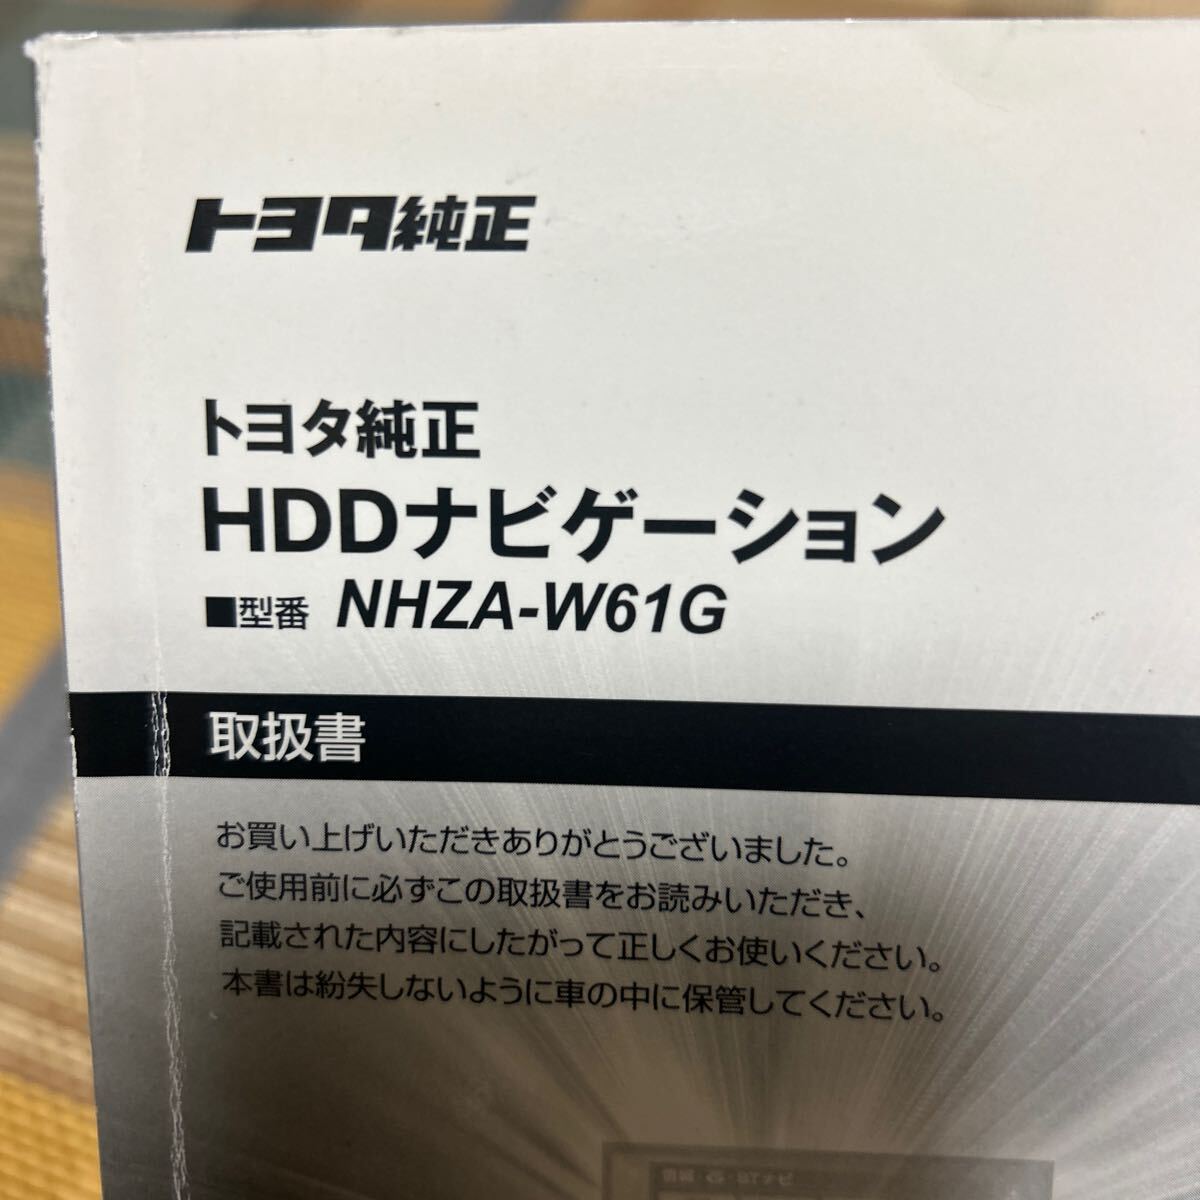 トヨタ純正
トヨタ純正
HDDナビゲーション
■型番 NHZA-W61G
取扱書
お買い上げいただきありがとうございました。
ご使用前に必ずこの取扱書をお読みいただき、
記載された内容にしたがって正しくお使いください。
本書は紛失しないように車の中に保管してください。